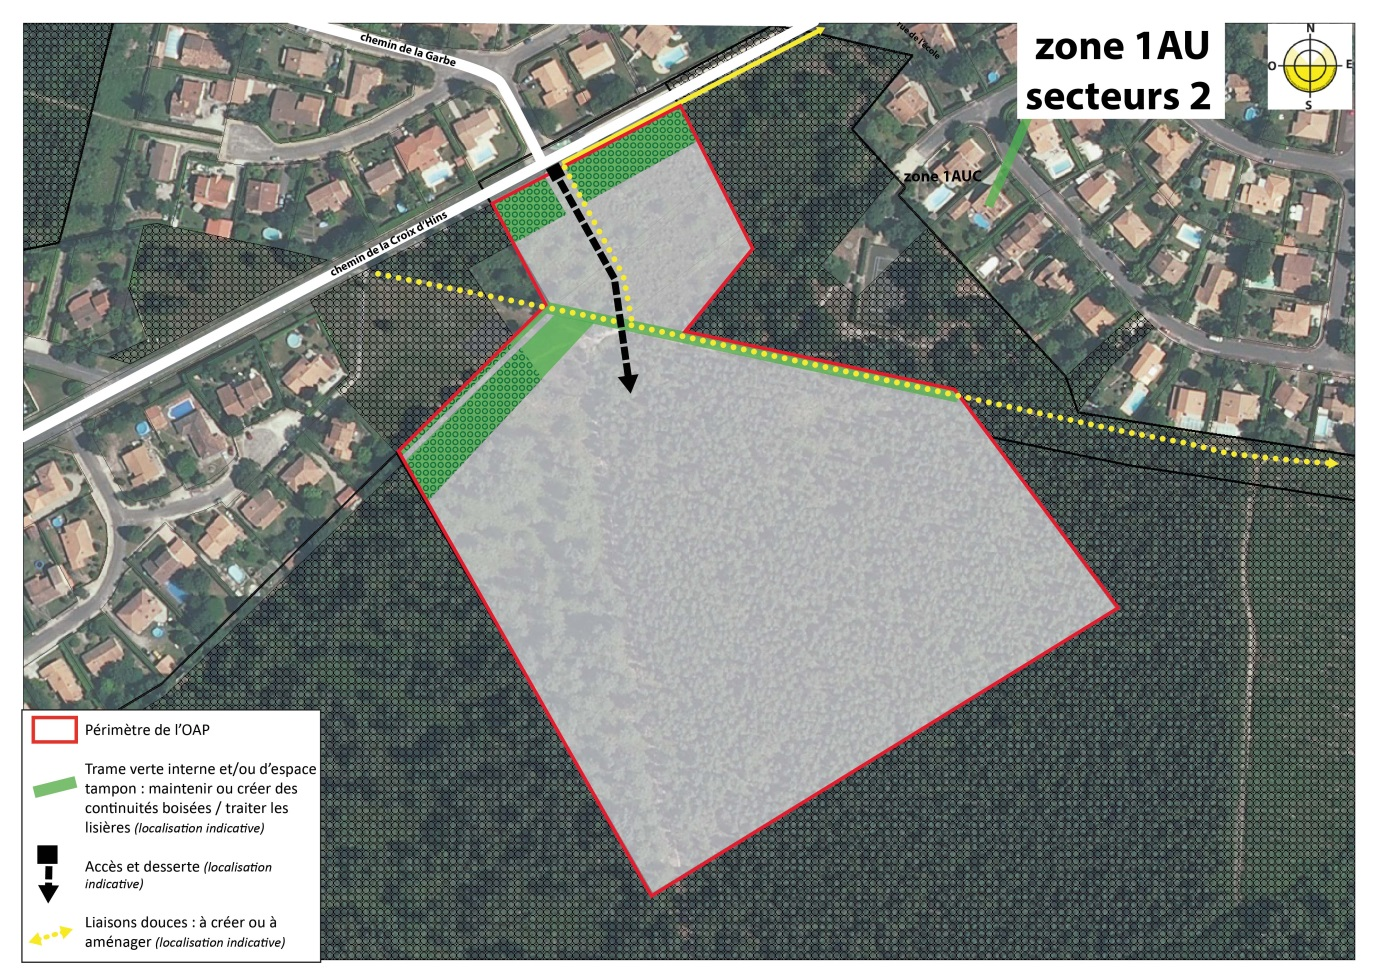 chemin de la Garbe
rue de l'école
zone 1AU
secteurs 2
N
O
E
S
zone 1AUC
chemin de la Croix d'Hins
Périmètre de l'OAP
Trame verte interne et/ou d'espace
tampon : maintenir ou créer des
continuités boisées / traiter les
lisières (localisation indicative)
Accès et desserte (localisation
indicative)
Liaisons douces : à créer ou à
aménager (localisation indicative)